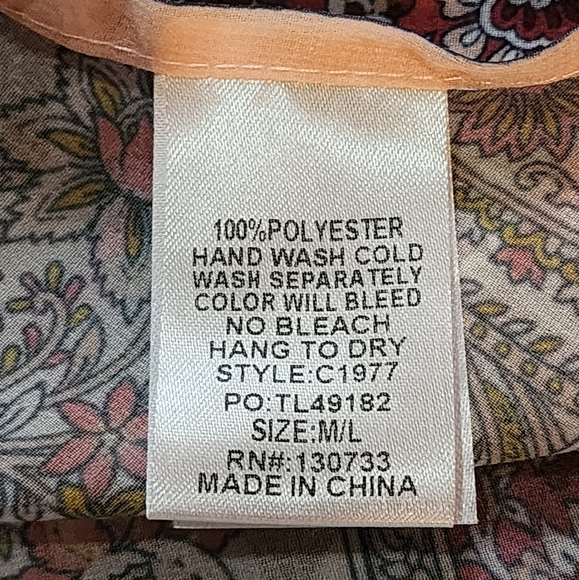 100%POLYESTER
HAND WASH COLD
WASH SEPARATELY
COLOR WILL BLEED
NO BLEACH
HANG TO DRY
STYLE:C1977
PO:TL49182
SIZE:M/L
RN#:130733
MADE IN CHINA